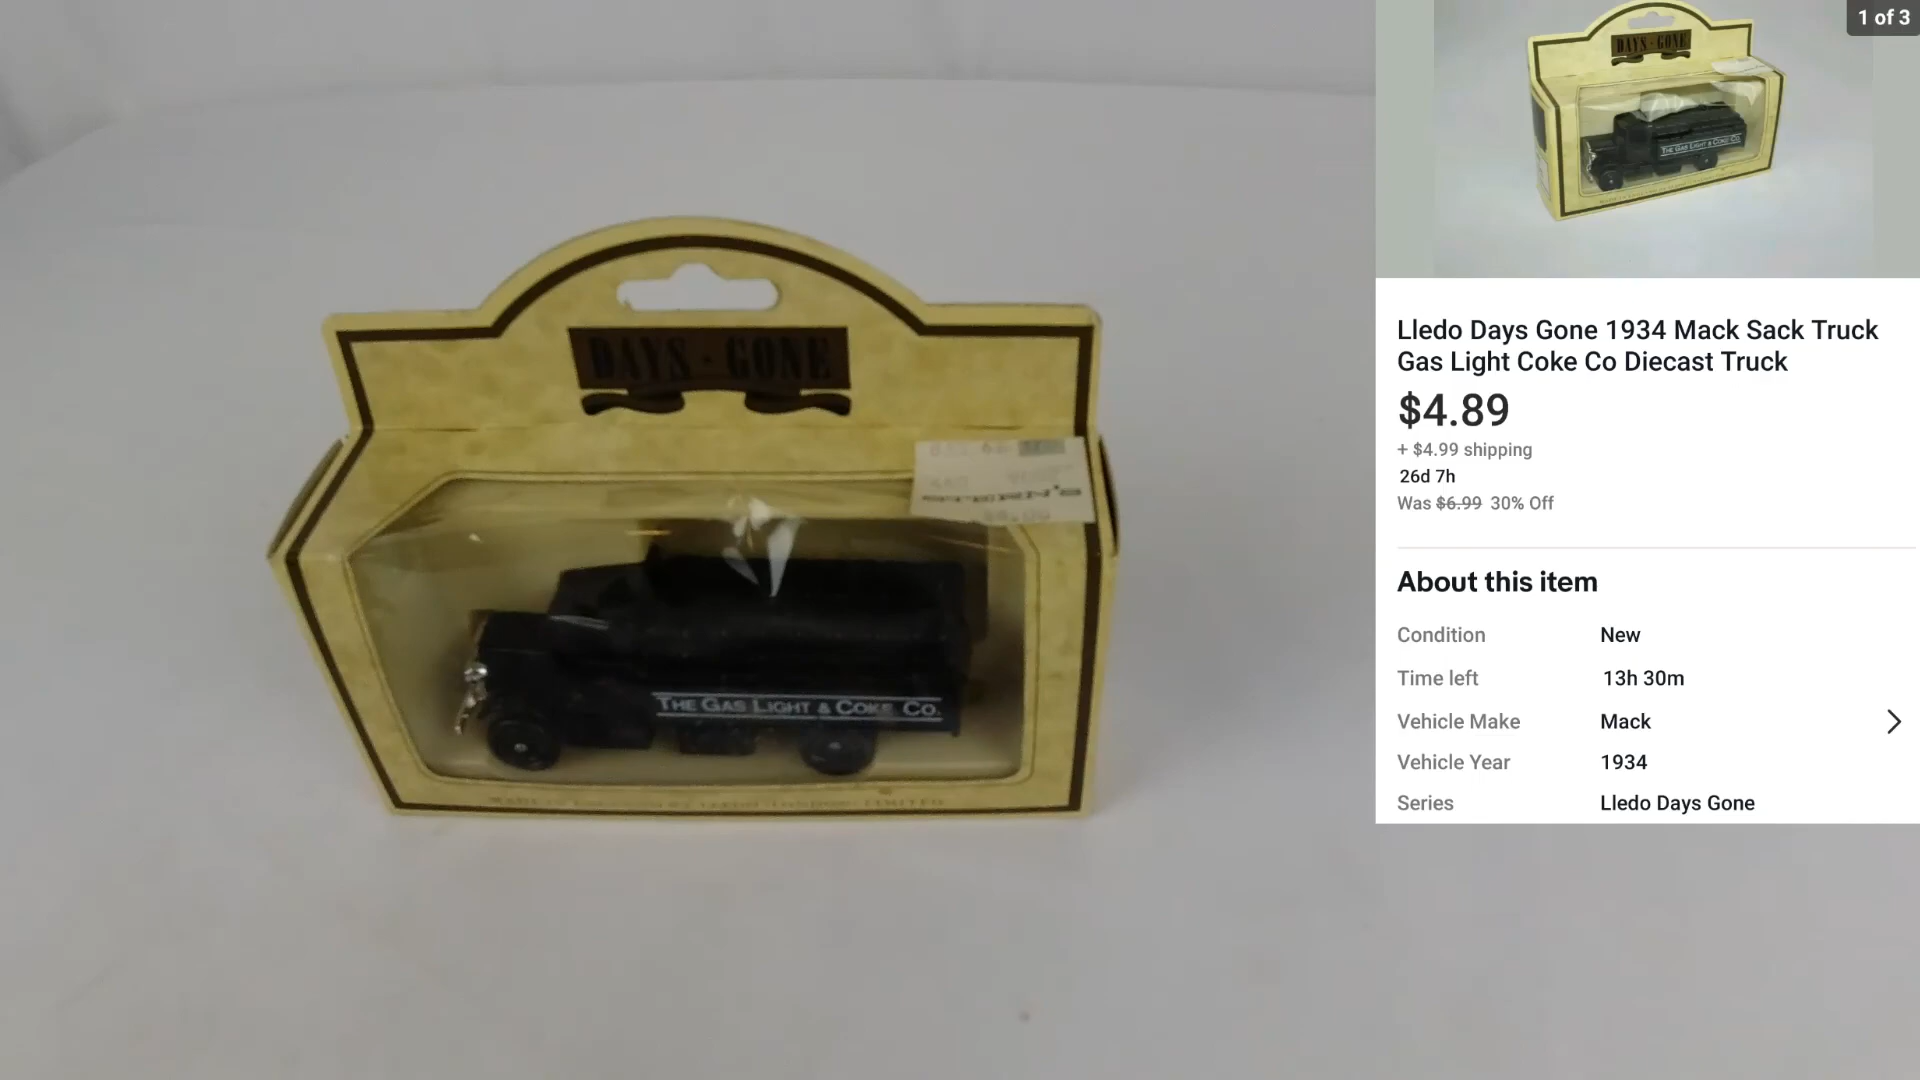 DAYS · GONE
STERN'S
THE GAS LIGHT & COKE CO.
1 of 3
DAYS · GONE
THE GAS LIGHT & COKE CO.
Lledo Days Gone 1934 Mack Sack Truck
Gas Light Coke Co Diecast Truck
$4.89
+ $4.99 shipping
26d 7h
Was $6.99 30% Off
About this item
Condition New
Time left 13h 30m
Vehicle Make Mack
Vehicle Year 1934
Series Lledo Days Gone